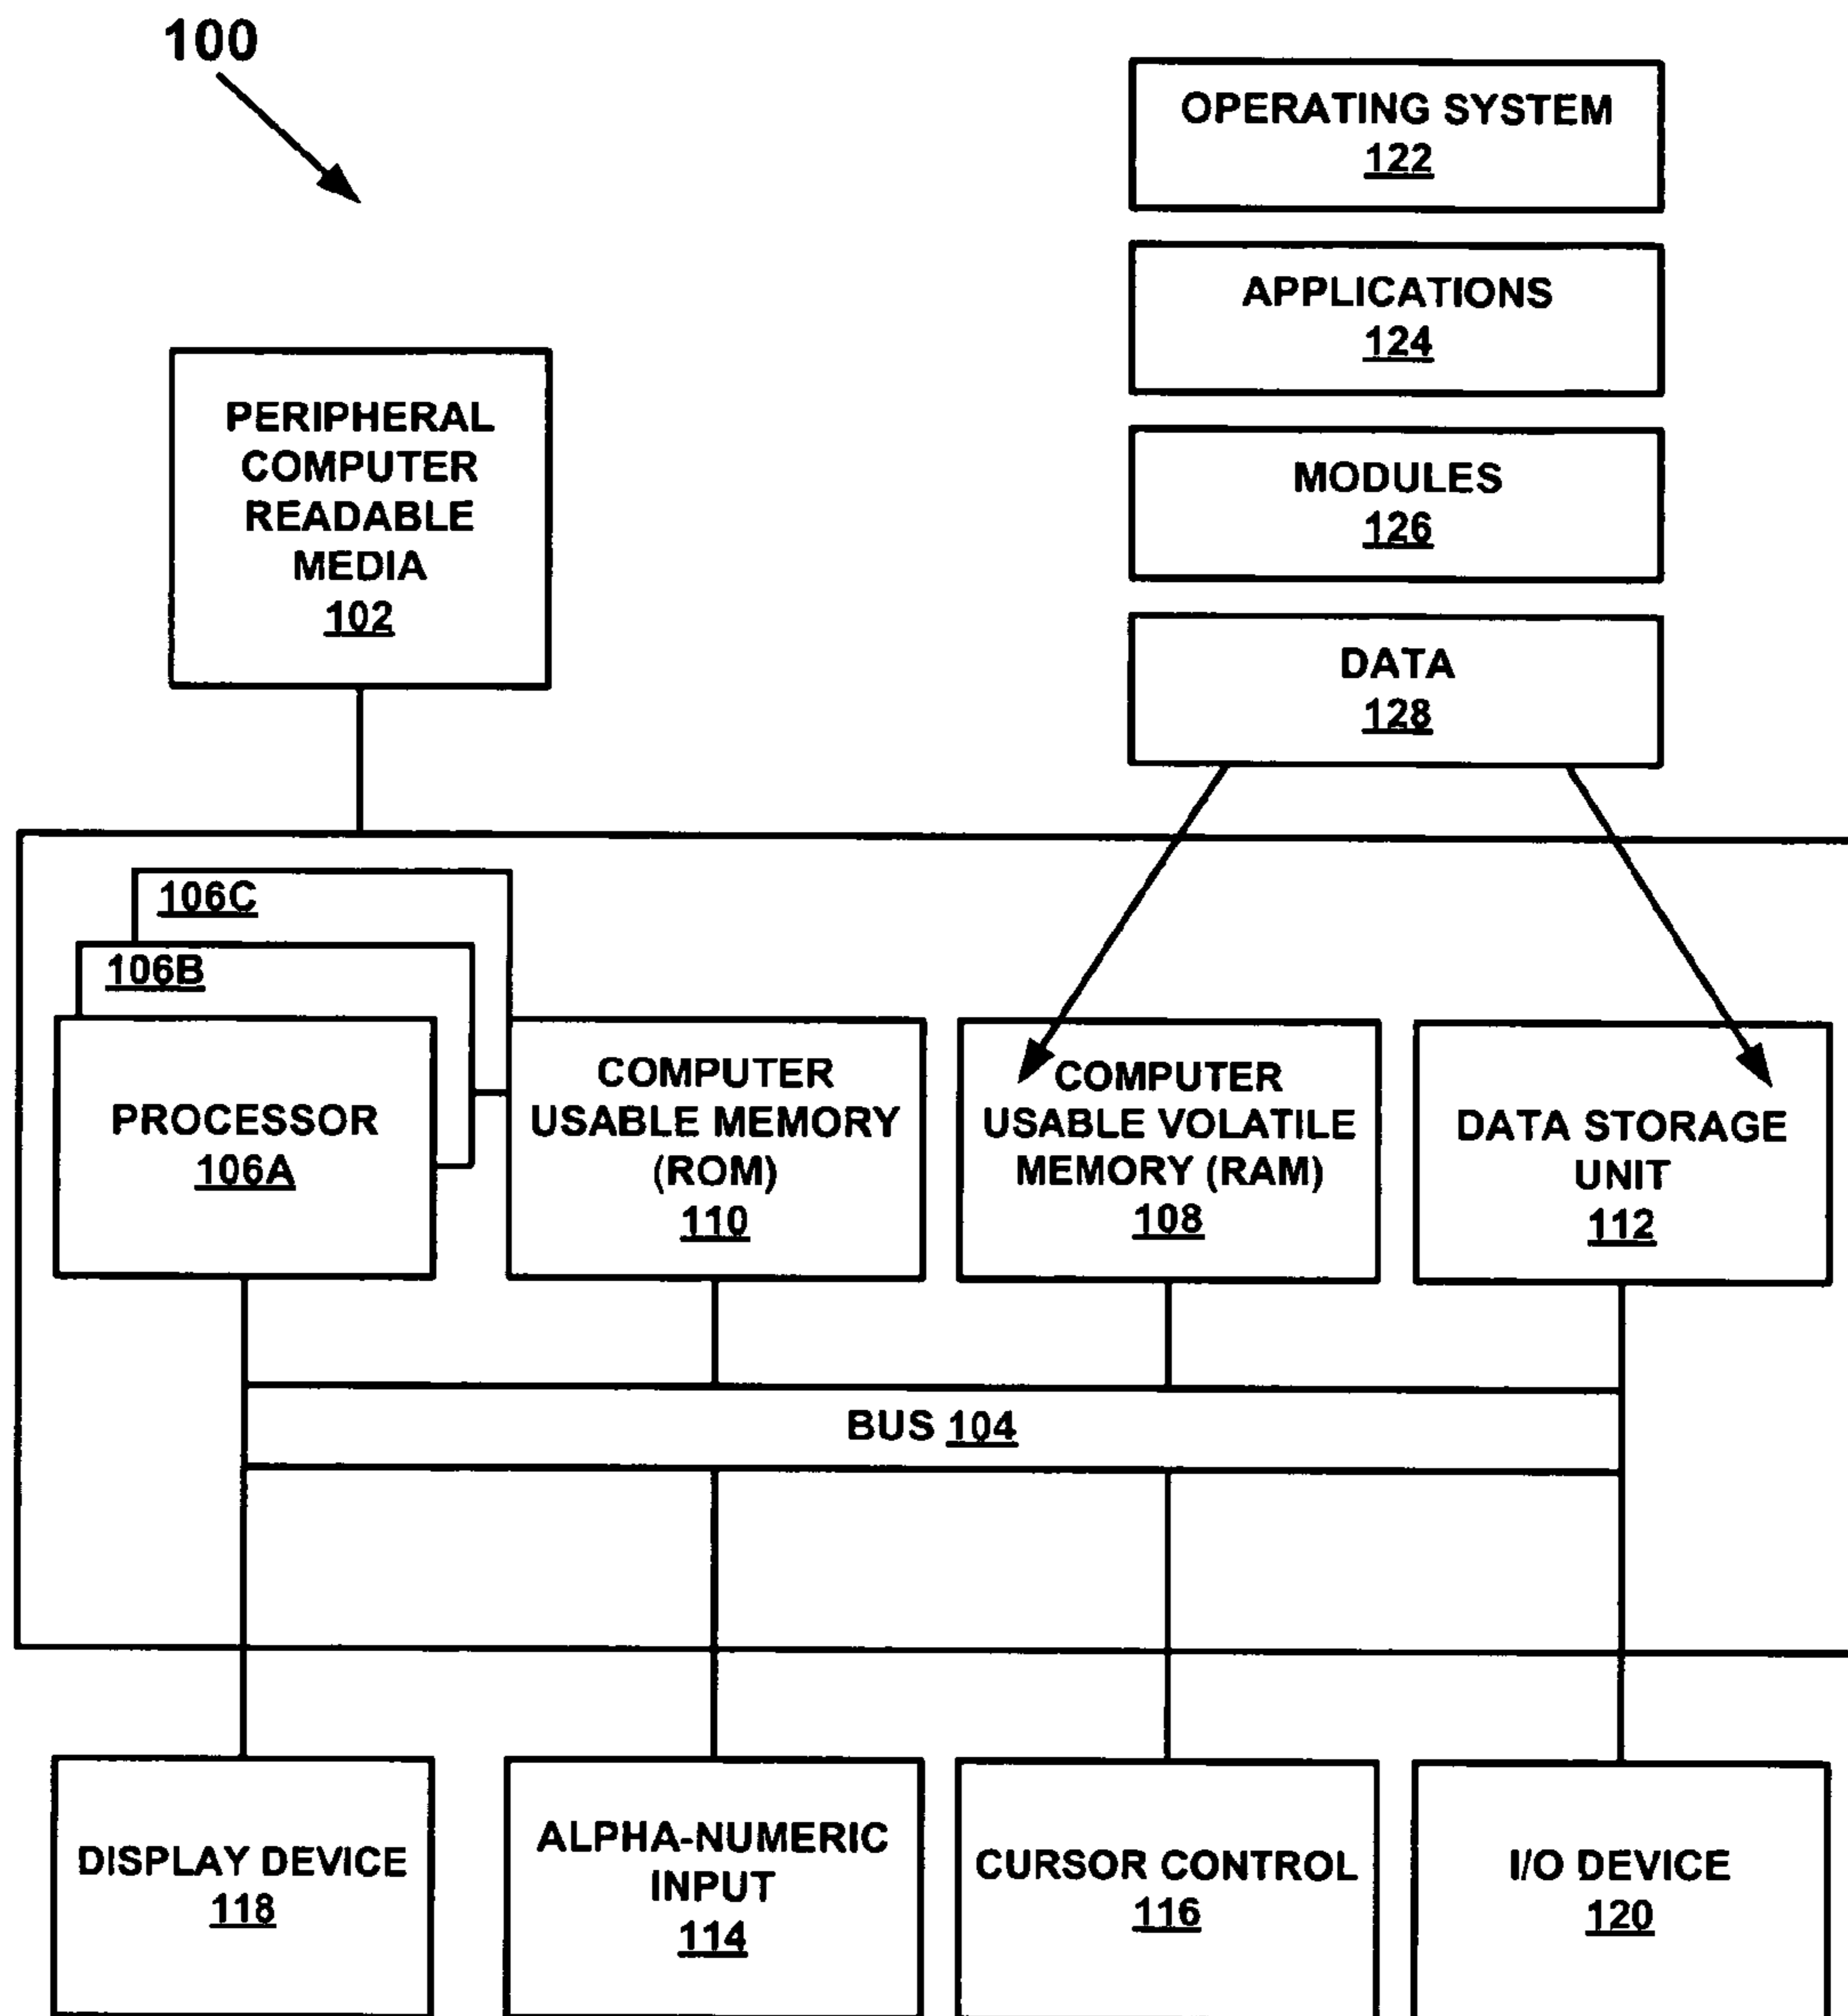 100
OPERATING SYSTEM
122
APPLICATIONS
124
MODULES
126
DATA
128
PERIPHERAL
COMPUTER
READABLE
MEDIA
102
106C
106B
PROCESSOR
106A
COMPUTER
USABLE MEMORY
(ROM)
110
COMPUTER
USABLE VOLATILE
MEMORY (RAM)
108
DATA STORAGE
UNIT
112
BUS 104
DISPLAY DEVICE
118
ALPHA-NUMERIC
INPUT
114
CURSOR CONTROL
116
I/O DEVICE
120